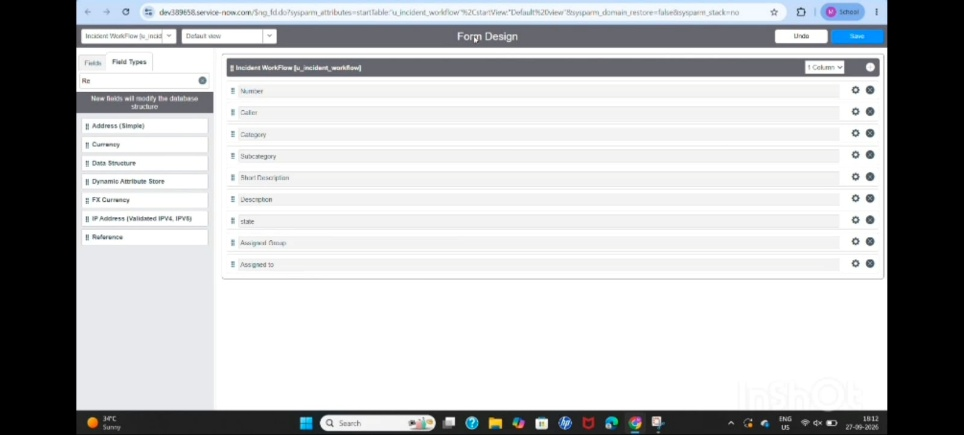 dev389658.service-now.com/$ng_fd.do?sysparm_attributes=startTable:"u_incident_workflow"%2CstartView:"Default%20view"&sysparm_domain_restore=false&sysparm_stack=no
School
Incident WorkFlow [u_incid
Default view
Form Design
Undo
Save
Fields
Field Types
Re
New fields will modify the database structure
Address (Simple)
Currency
Data Structure
Dynamic Attribute Store
FX Currency
IP Address (Validated IPV4, IPV6)
Reference
Incident WorkFlow [u_incident_workflow]
1 Column
Number
Caller
Category
Subcategory
Short Description
Description
state
Assigned Group
Assigned to
InShot
34°C
Sunny
Search
ENG
US
18:12
27-09-2025